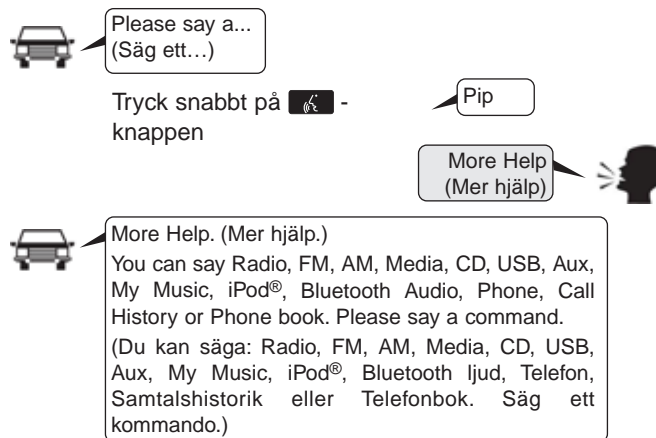 Please say a...
(Säg ett…)
Tryck snabbt på -
knappen
Pip
More Help
(Mer hjälp)
More Help. (Mer hjälp.)
You can say Radio, FM, AM, Media, CD, USB, Aux,
My Music, iPod®, Bluetooth Audio, Phone, Call
History or Phone book. Please say a command.
(Du kan säga: Radio, FM, AM, Media, CD, USB,
Aux, My Music, iPod®, Bluetooth ljud, Telefon,
Samtalshistorik eller Telefonbok. Säg ett
kommando.)